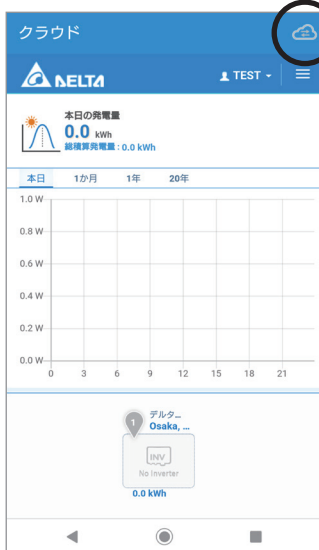 クラウド
DELTA
TEST
本日の発電量
0.0 kWh
総積算発電量 : 0.0 kWh
本日 1か月 1年 20年
1.0 W
0.8 W
0.6 W
0.4 W
0.2 W
0.0 W
0 3 6 9 12 15 18 21
1
デルタ...
Osaka, ...
INV
No Inverter
0.0 kWh